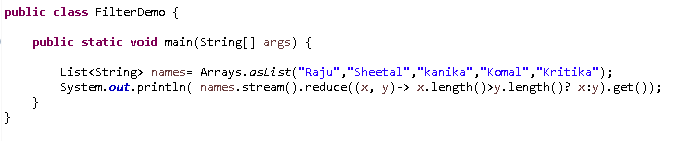 public class FilterDemo {
public static void main(String[] args) {
List<String> names= Arrays.asList("Raju","Sheetal","kanika","Komal","Kritika");
System.out.println( names.stream().reduce((x, y)-> x.length()>y.length()? x:y).get());
}
}